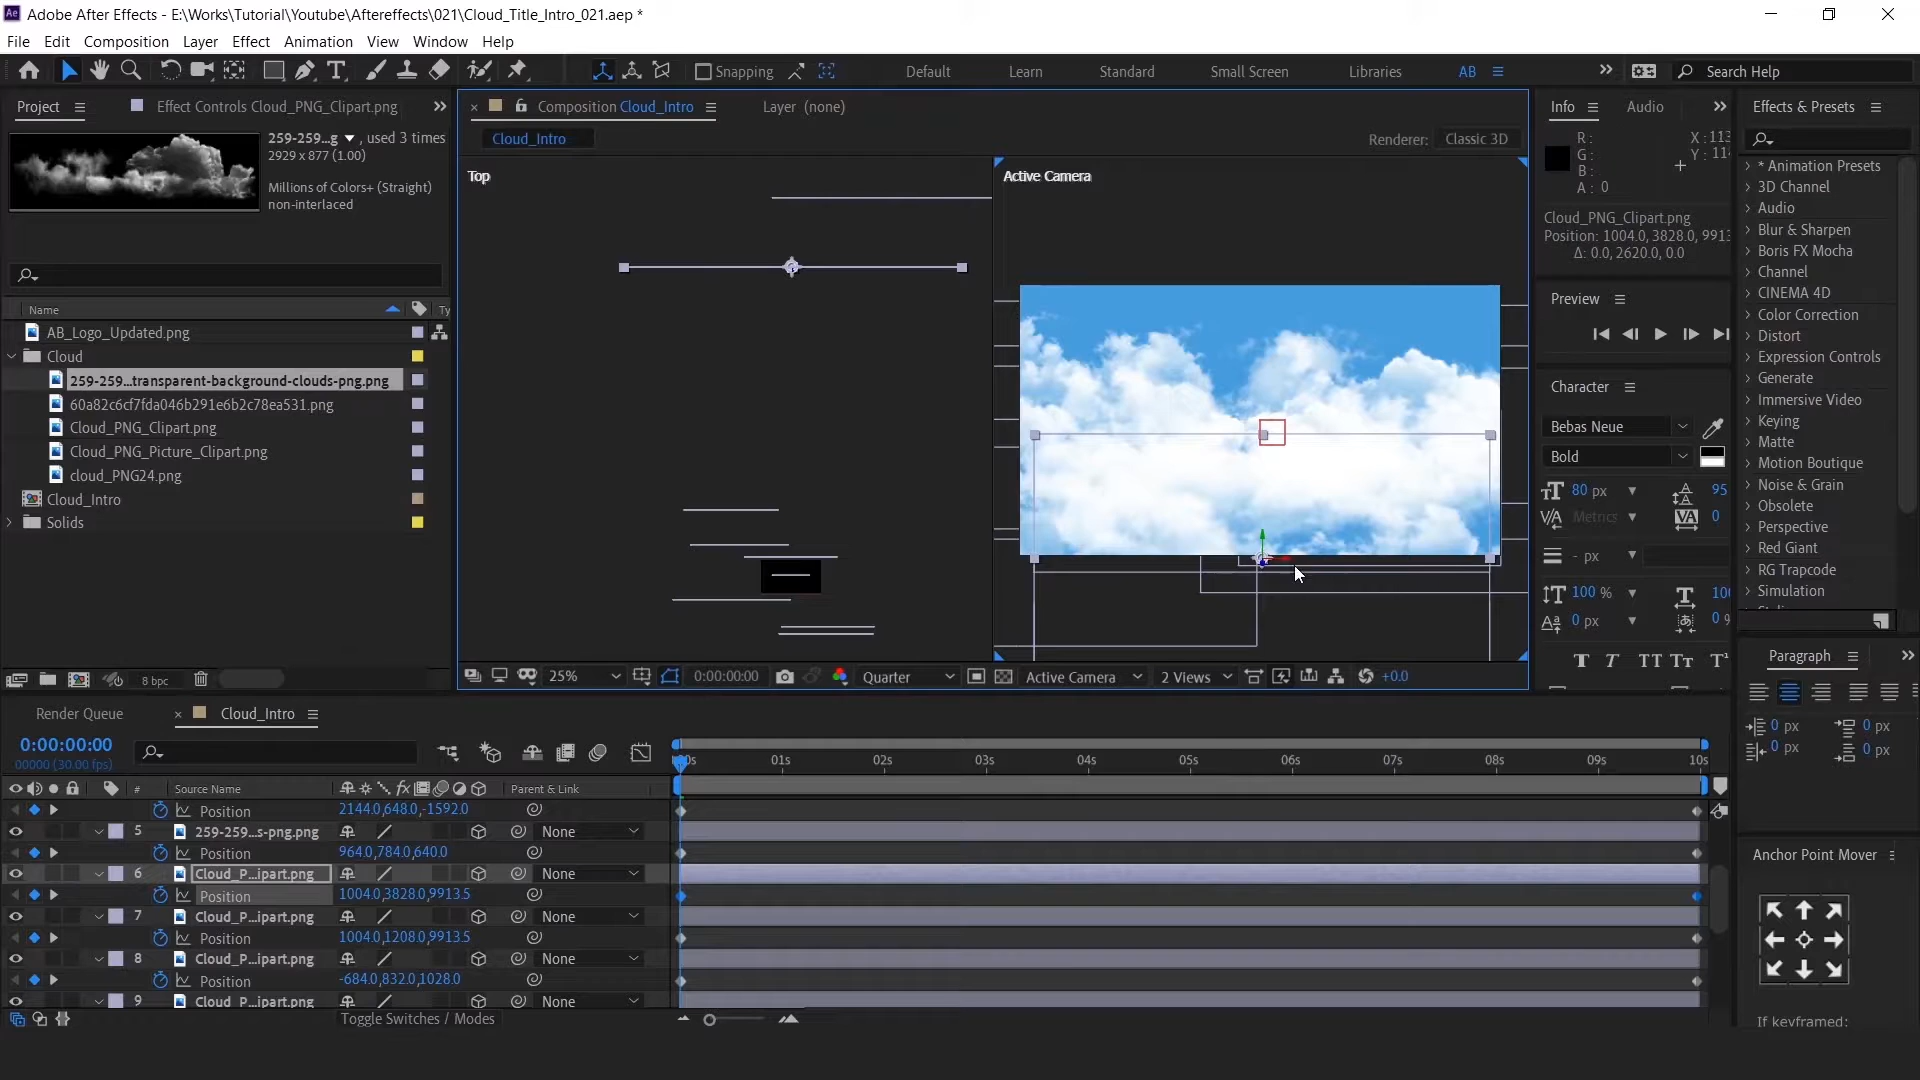 Adobe After Effects - E:\Works\Tutorial\Youtube\Aftereffects\021\Cloud_Title_Intro_021.aep *
File Edit Composition Layer Effect Animation View Window Help
Snapping
Default Learn Standard Small Screen Libraries AB
Search Help
Project
Effect Controls Cloud_PNG_Clipart.png
259-259...g ▼, used 3 times
2929 x 877 (1.00)
Millions of Colors+ (Straight)
non-interlaced
Name
Ty
AB_Logo_Updated.png
Cloud
259-259...transparent-background-clouds-png.png
60a82c6cf7fda046b291e6b2c78ea531.png
Cloud_PNG_Clipart.png
Cloud_PNG_Picture_Clipart.png
cloud_PNG24.png
Cloud_Intro
Solids
8 bpc
Composition Cloud_Intro
Layer (none)
Cloud_Intro
Renderer: Classic 3D
Top
Active Camera
25%
0:00:00:00
Quarter
Active Camera
2 Views
+0.0
Info
Audio
R :
G :
B :
A : 0
X : 113
Y : 114
Cloud_PNG_Clipart.png
Position: 1004.0, 3828.0, 9913
Δ: 0.0, 2620.0, 0.0
Preview
Character
Bebas Neue
Bold
80 px
95
Metrics
0
- px
100 %
100
0 px
0 %
Effects & Presets
* Animation Presets
3D Channel
Audio
Blur & Sharpen
Boris FX Mocha
Channel
CINEMA 4D
Color Correction
Distort
Expression Controls
Generate
Immersive Video
Keying
Matte
Motion Boutique
Noise & Grain
Obsolete
Perspective
Red Giant
RG Trapcode
Simulation
Paragraph
0 px
0 px
0 px
0 px
Anchor Point Mover
If keyframed:
Render Queue
Cloud_Intro
0:00:00:00
00000 (30.00 fps)
01s 02s 03s 04s 05s 06s 07s 08s 09s 10s
# Source Name
Parent & Link
Position 2144.0,648.0,-1592.0
5 259-259...s-png.png None
Position 964.0,784.0,640.0
6 Cloud_P...ipart.png None
Position 1004.0,3828.0,9913.5
7 Cloud_P...ipart.png None
Position 1004.0,1208.0,9913.5
8 Cloud_P...ipart.png None
Position -684.0,832.0,1028.0
9 Cloud_P...ipart.png None
Toggle Switches / Modes